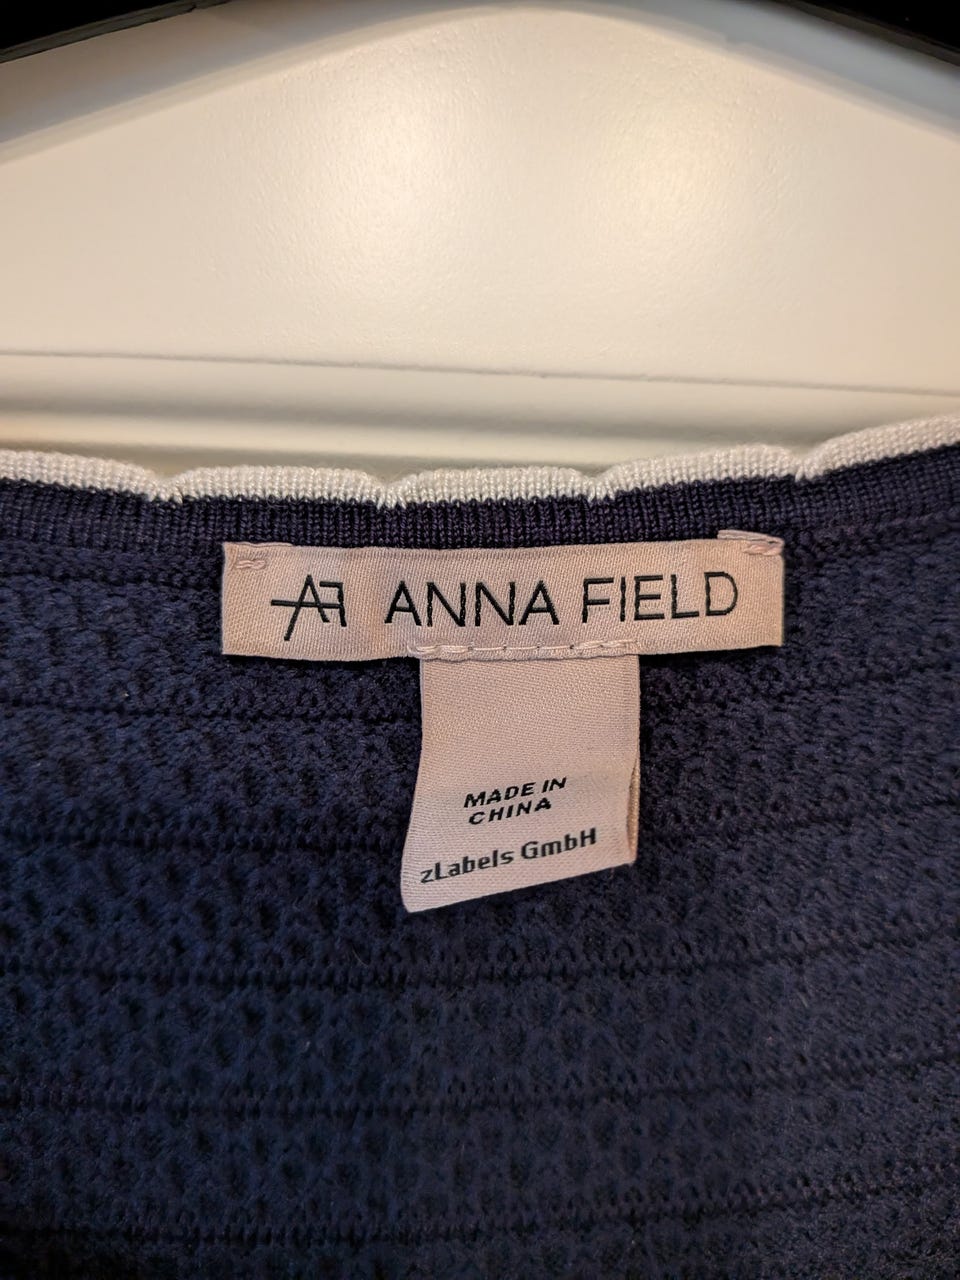 AF ANNA FIELD
MADE IN
CHINA
zLabels GmbH